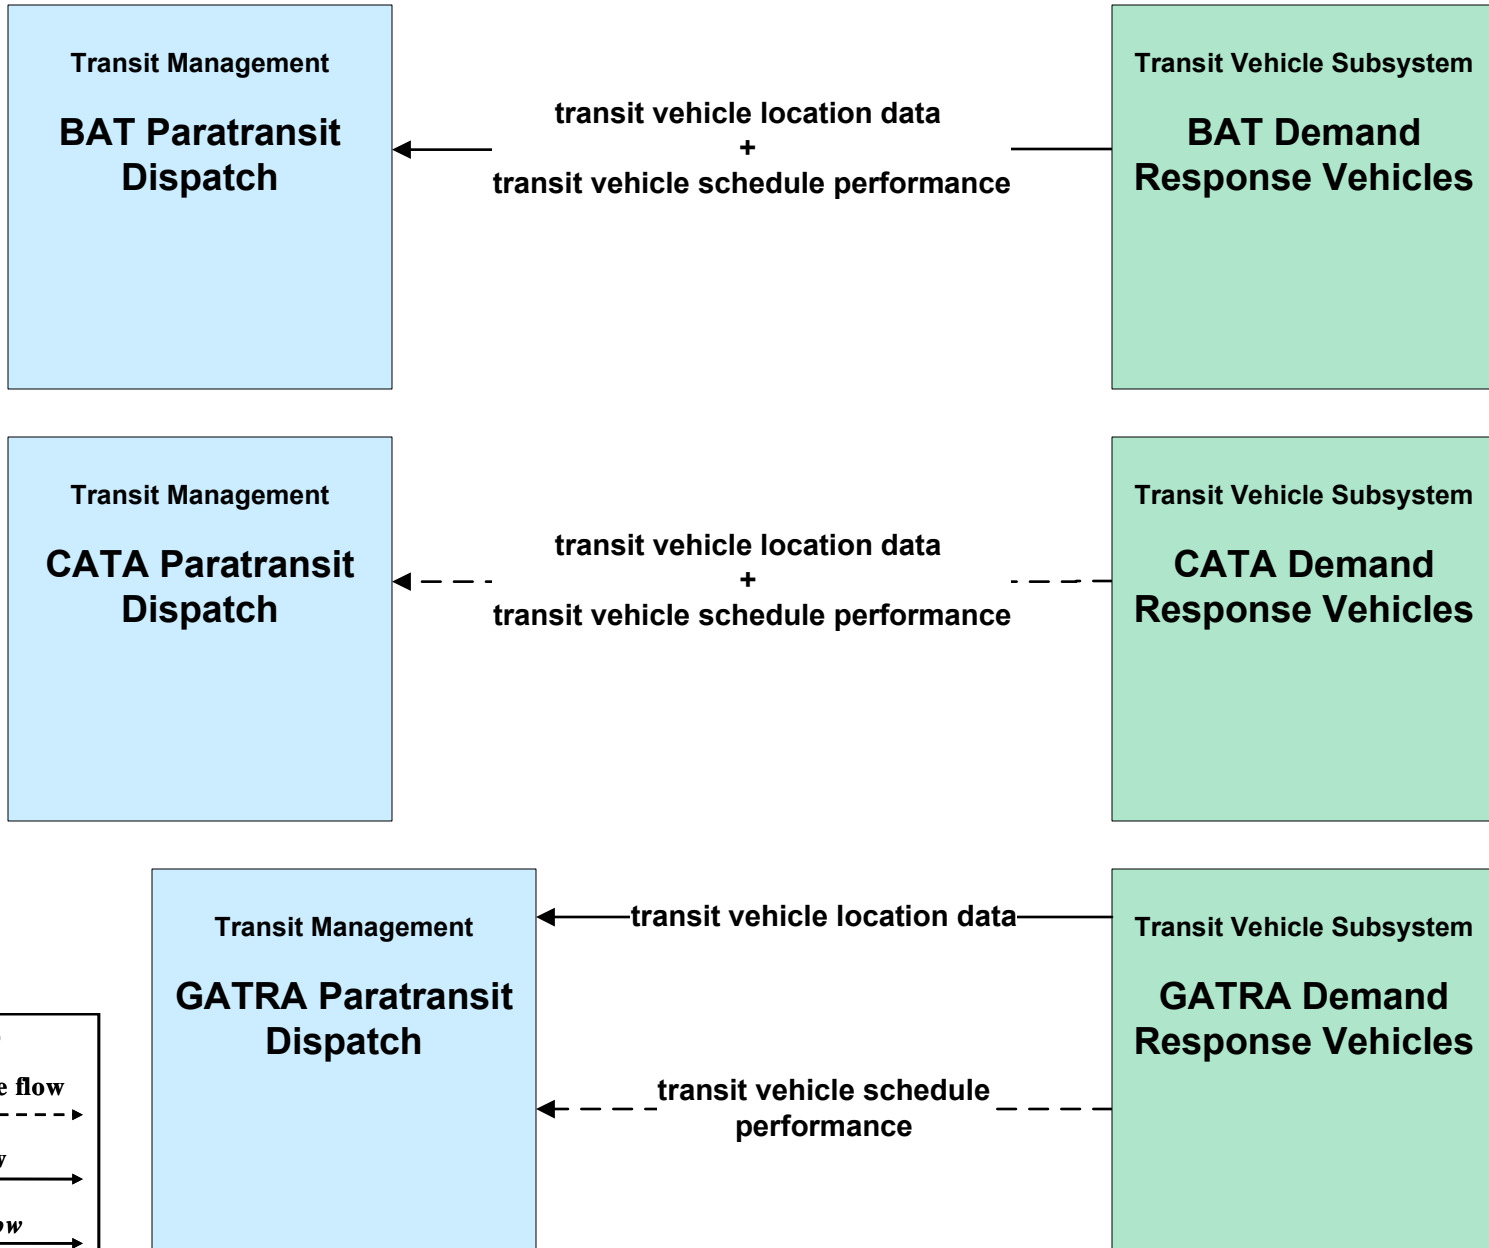 Transit Management
BAT Paratransit
Dispatch
transit vehicle location data
+
transit vehicle schedule performance
Transit Vehicle Subsystem
BAT Demand
Response Vehicles
Transit Management
CATA Paratransit
Dispatch
transit vehicle location data
+
transit vehicle schedule performance
Transit Vehicle Subsystem
CATA Demand
Response Vehicles
Transit Management
GATRA Paratransit
Dispatch
transit vehicle location data
transit vehicle schedule
performance
Transit Vehicle Subsystem
GATRA Demand
Response Vehicles
flow